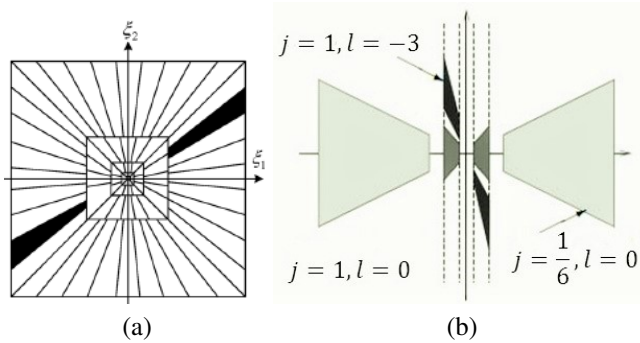 ξ₂
ξ₁
(a)
b)
j = 1, l = −3
j = 1, l = 0
j = 1/6, l = 0
(b)